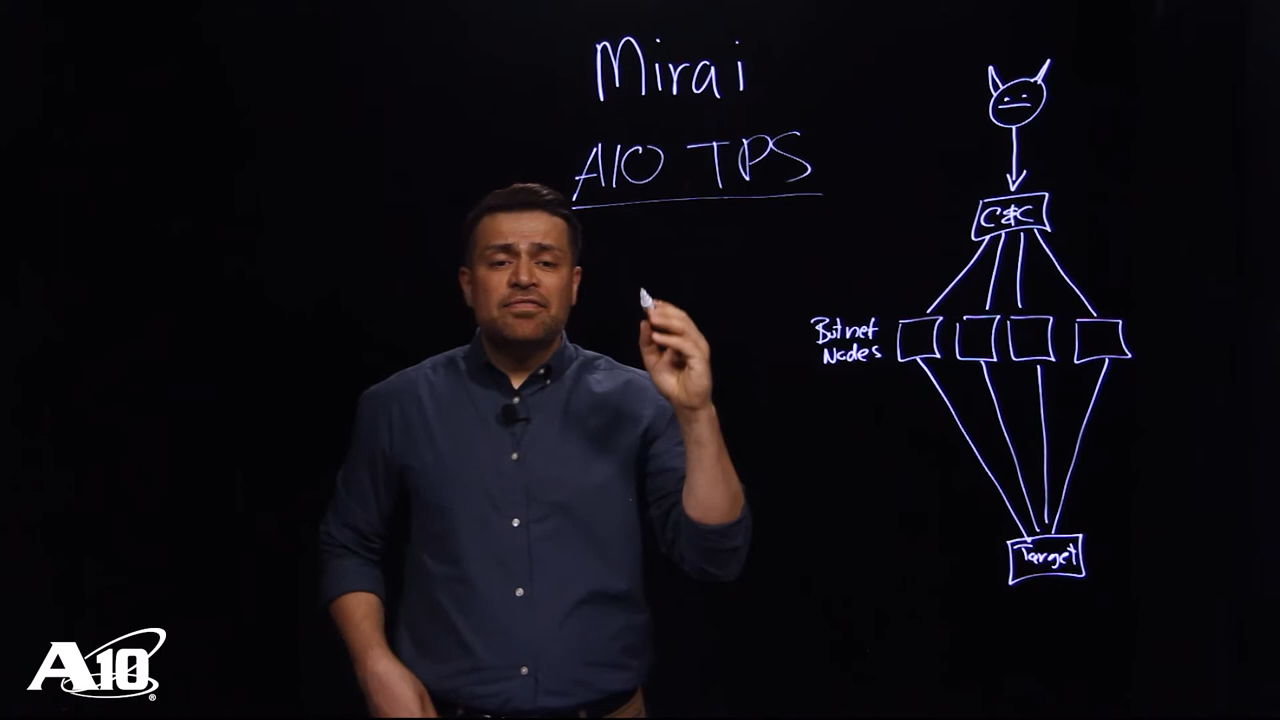 Mirai
A10 TPS
C&C
Botnet
Nodes
Target
A10